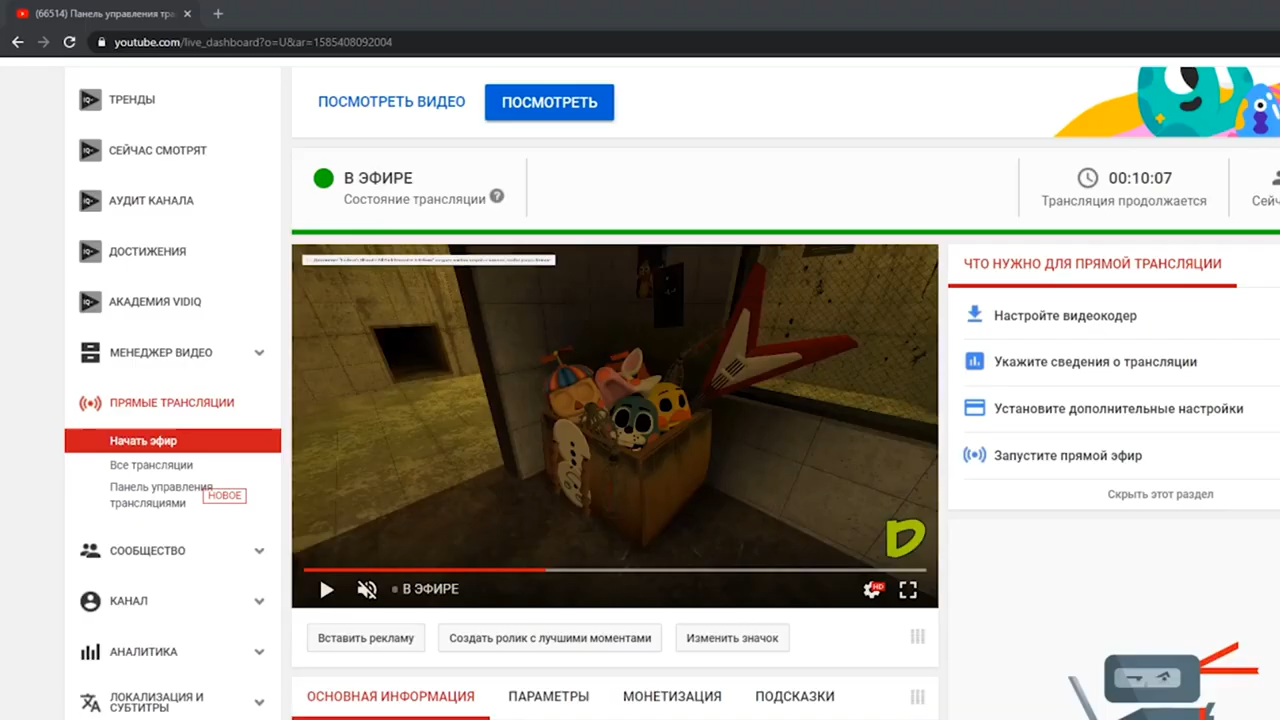 (66514) Панель управления тра
youtube.com/live_dashboard?o=U&ar=1585408092004
ТРЕНДЫ
СЕЙЧАС СМОТРЯТ
АУДИТ КАНАЛА
ДОСТИЖЕНИЯ
АКАДЕМИЯ VIDIQ
МЕНЕДЖЕР ВИДЕО
ПРЯМЫЕ ТРАНСЛЯЦИИ
Начать эфир
Все трансляции
Панель управления
трансляциями
НОВОЕ
СООБЩЕСТВО
КАНАЛ
АНАЛИТИКА
ЛОКАЛИЗАЦИЯ И
СУБТИТРЫ
ПОСМОТРЕТЬ ВИДЕО
ПОСМОТРЕТЬ
В ЭФИРЕ
Состояние трансляции ?
00:10:07
Трансляция продолжается
Сейч
D
В ЭФИРЕ
HD
Вставить рекламу
Создать ролик с лучшими моментами
Изменить значок
ОСНОВНАЯ ИНФОРМАЦИЯ
ПАРАМЕТРЫ
МОНЕТИЗАЦИЯ
ПОДСКАЗКИ
ЧТО НУЖНО ДЛЯ ПРЯМОЙ ТРАНСЛЯЦИИ
Настройте видеокодер
Укажите сведения о трансляции
Установите дополнительные настройки
Запустите прямой эфир
Скрыть этот раздел